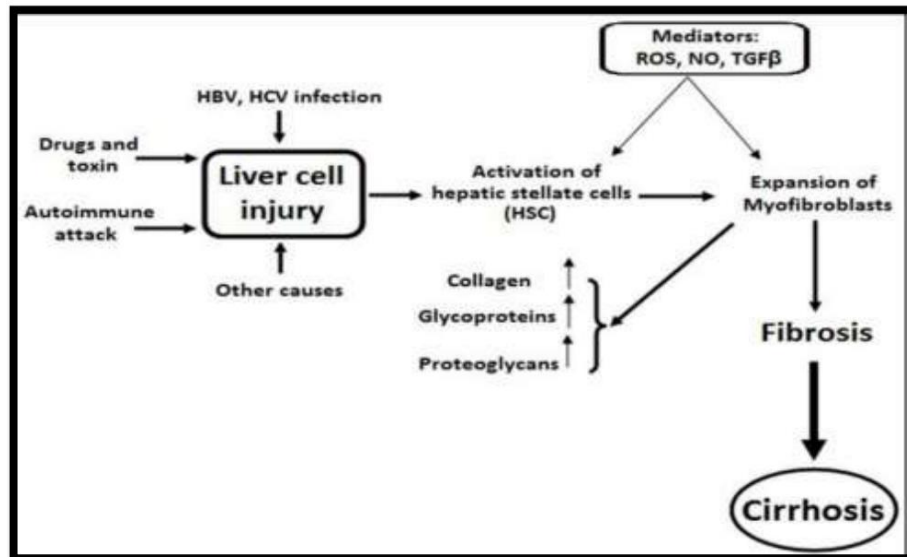 Mediators:
ROS, NO, TGFβ
HBV, HCV infection
Drugs and
toxin
Liver cell
injury
Autoimmune
attack
Other causes
Activation of
hepatic stellate cells
(HSC)
Expansion of
Myofibroblasts
Collagen
Glycoproteins
Proteoglycans
Fibrosis
Cirrhosis